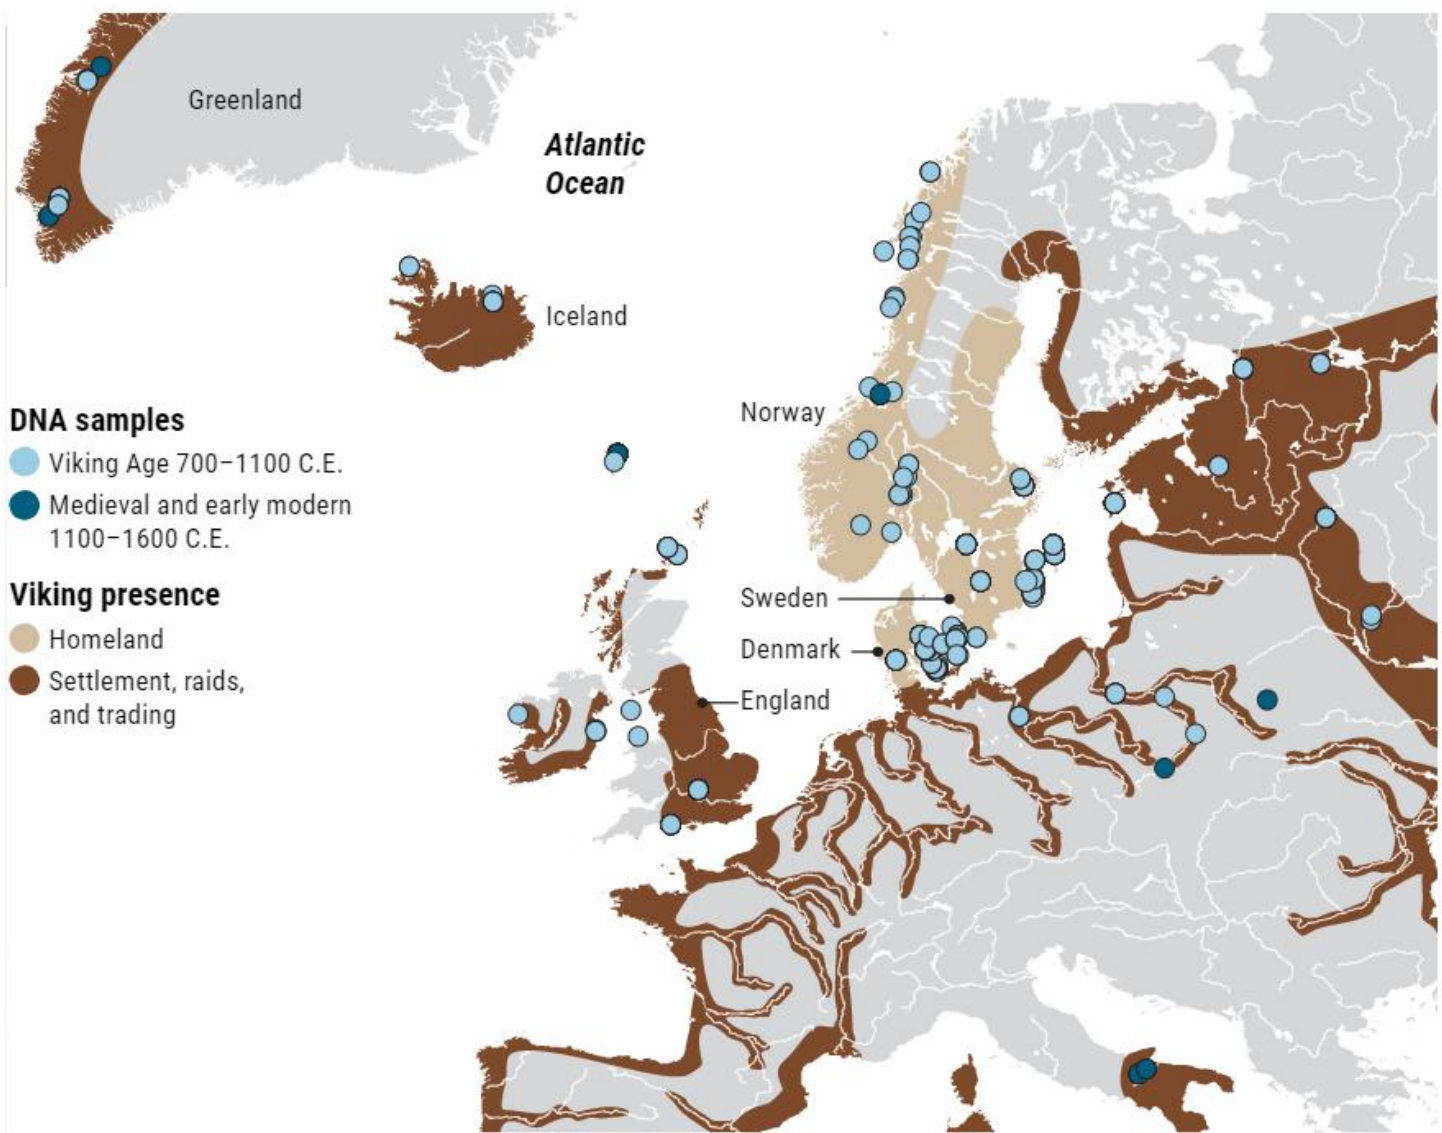 Greenland
Atlantic
Ocean
Iceland
DNA samples
Viking Age 700–1100 C.E.
Medieval and early modern
1100–1600 C.E.
Viking presence
Homeland
Settlement, raids,
and trading
Norway
Sweden
Denmark
England